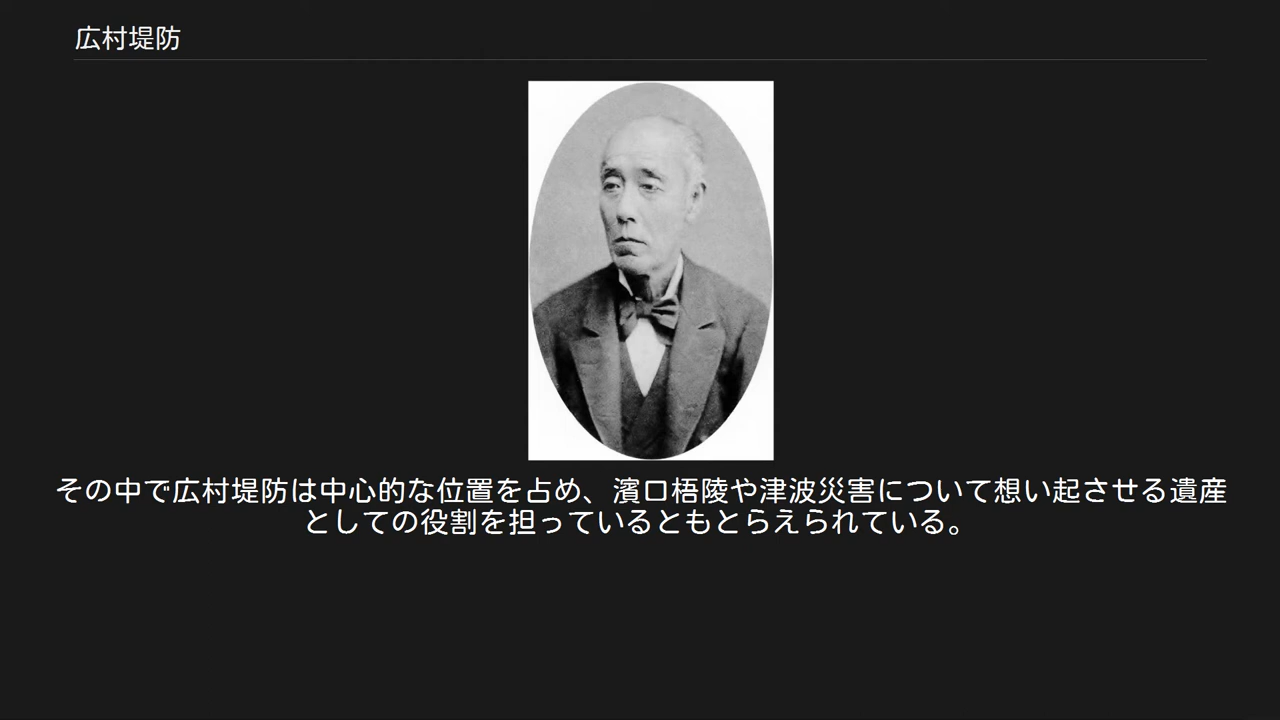 広村堤防
その中で広村堤防は中心的な位置を占め、濱口梧陵や津波災害について想い起させる遺産
としての役割を担っているともとらえられている。